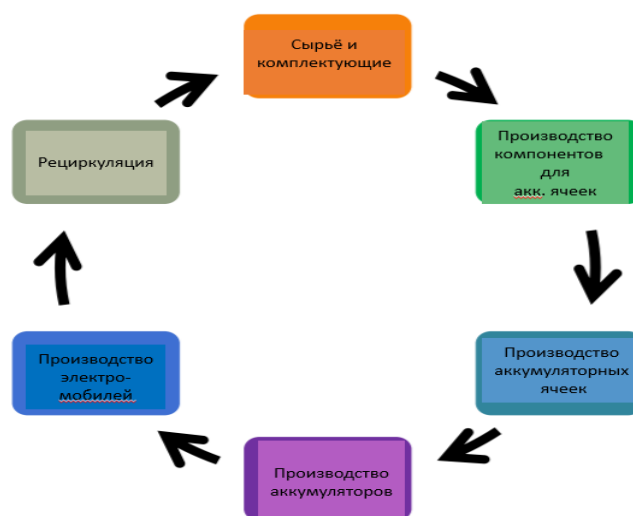 Сырьё и
комплектующие
Производство
компонентов
для
акк. ячеек
Производство
аккумуляторных
ячеек
Производство
аккумуляторов
Производство
электро-
мобилей
Рециркуляция